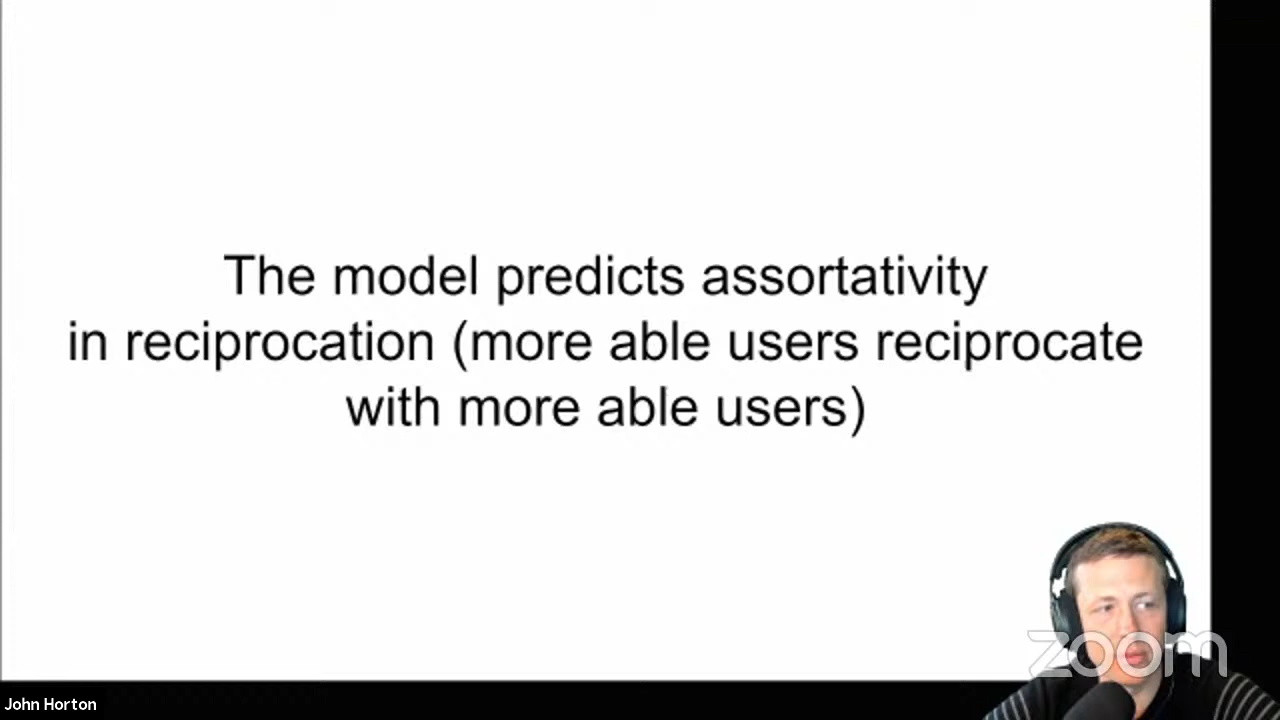 The model predicts assortativity
in reciprocation (more able users reciprocate
with more able users)
zoom
John Horton